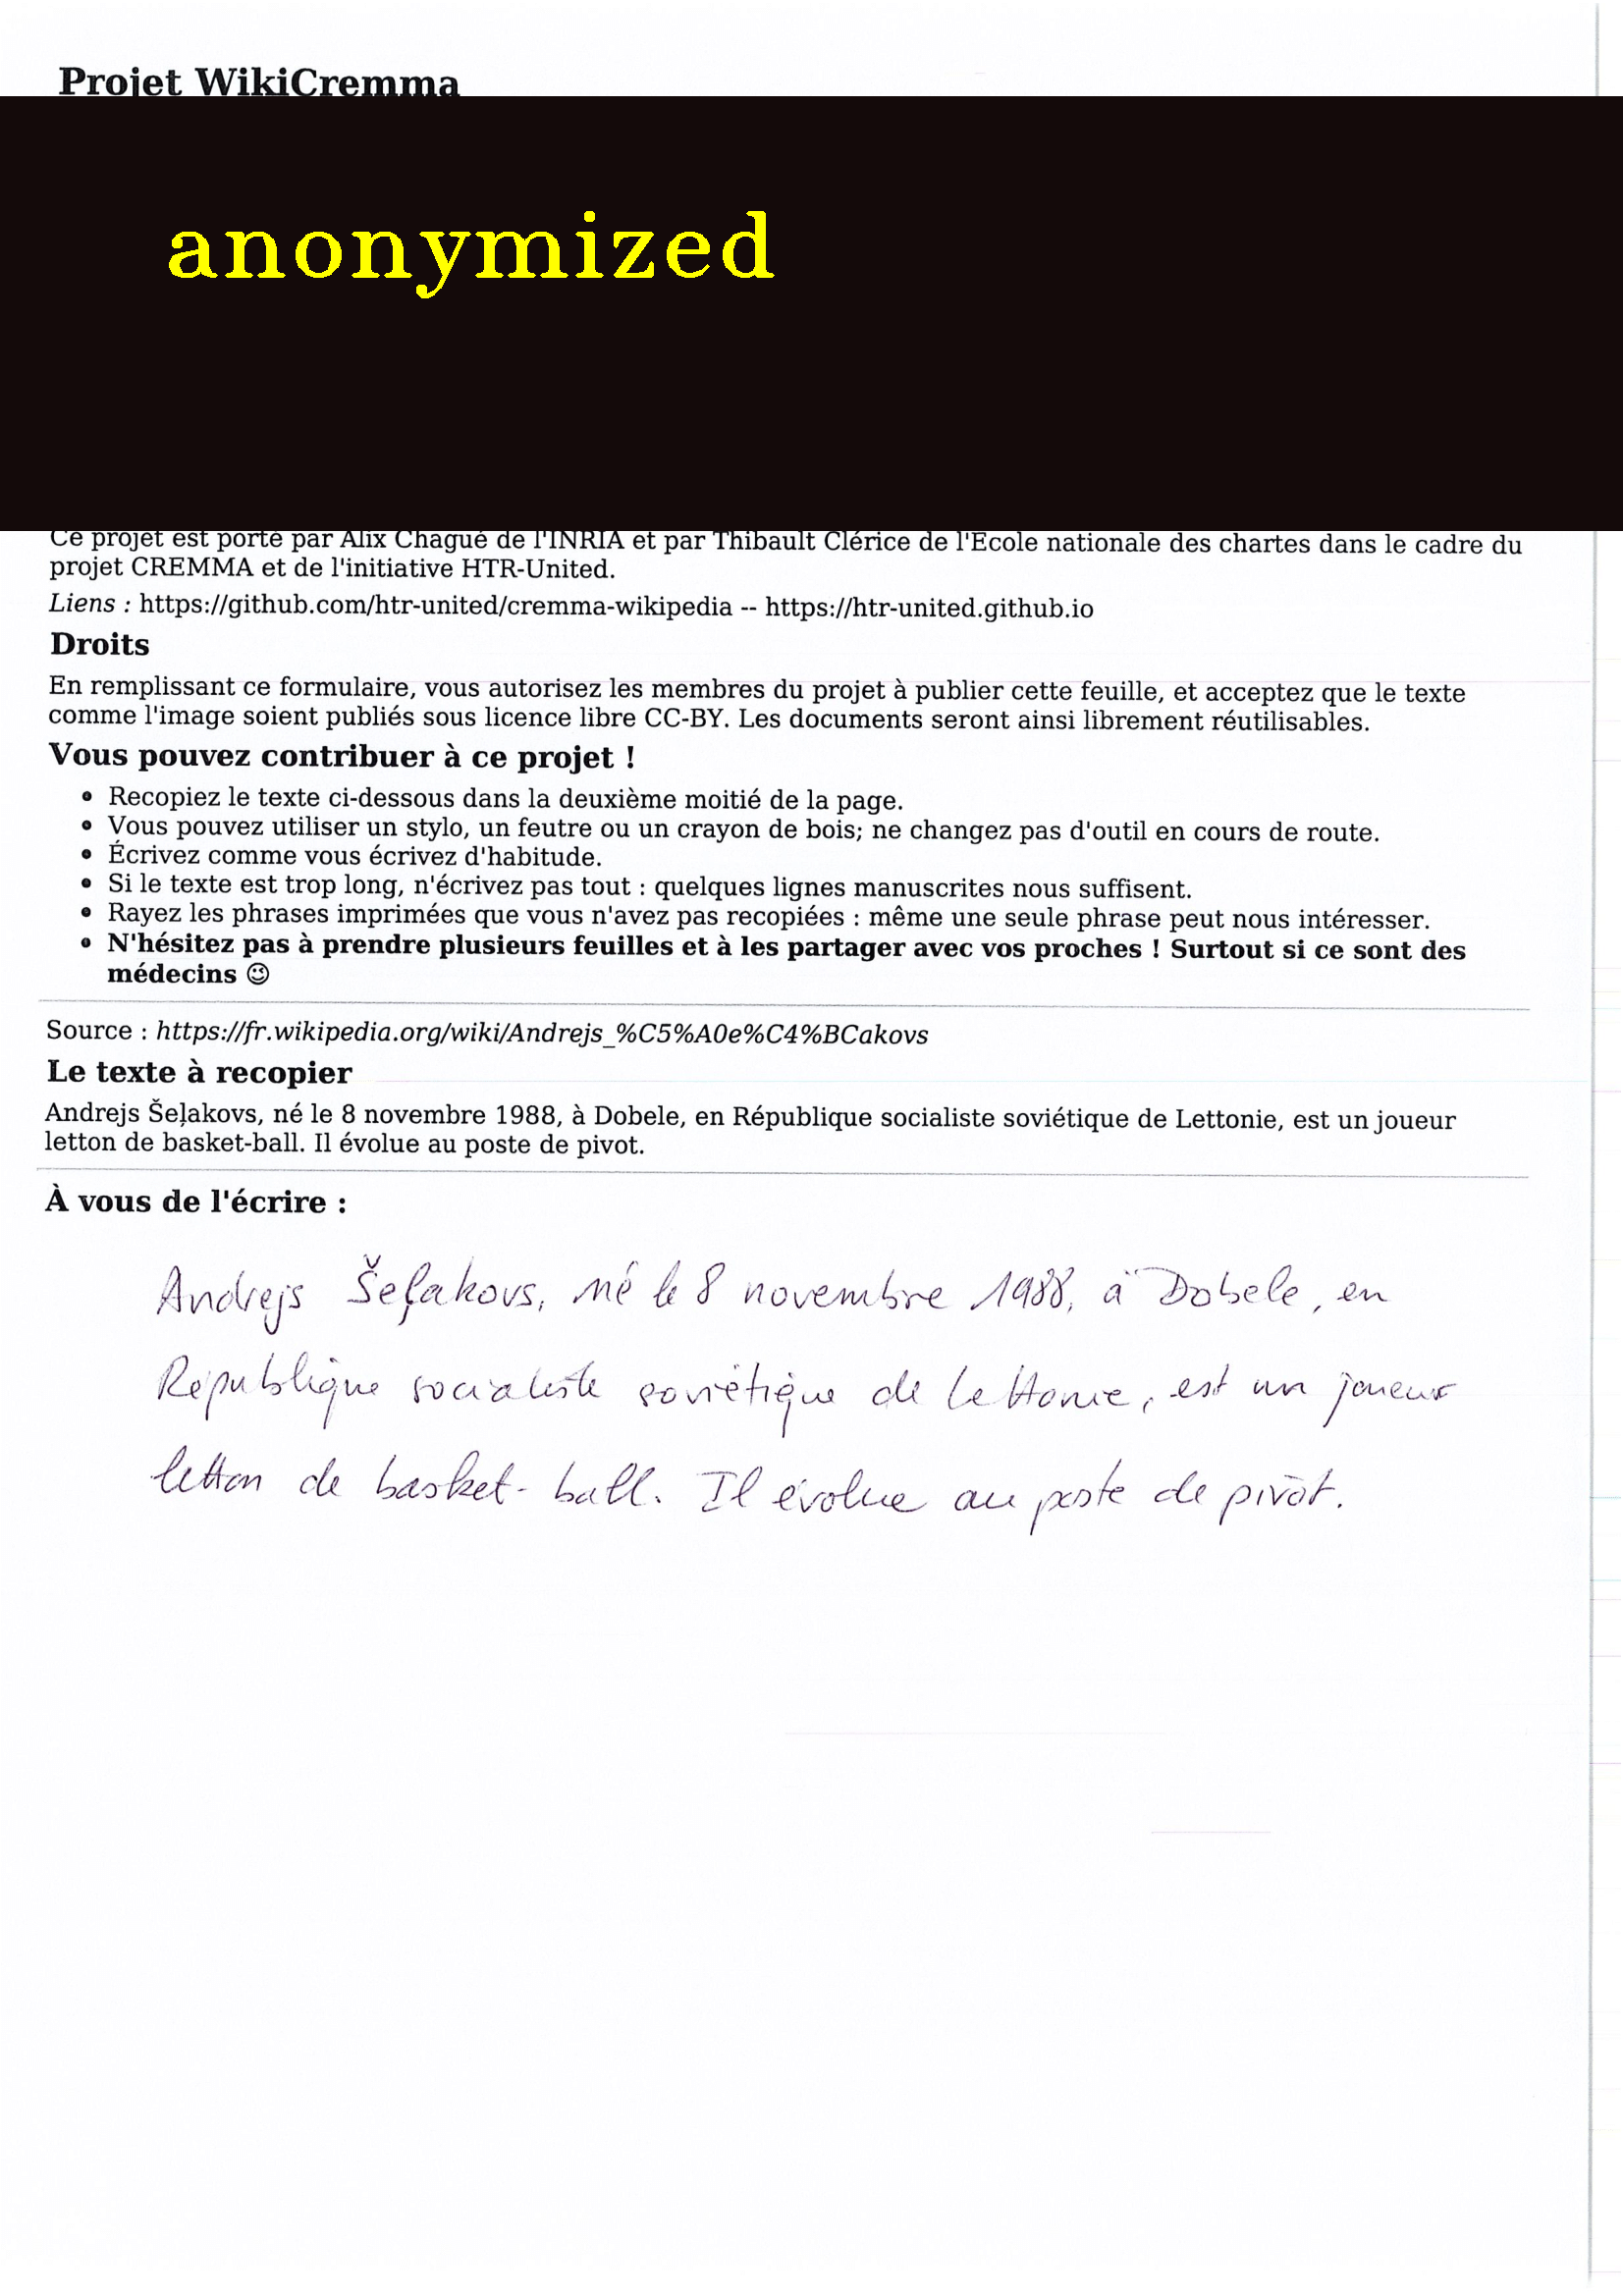 Projet WikiCremma
anonymized
Ce projet est porté par Alix Chagué de l'INRIA et par Thibault Clérice de l'École nationale des chartes dans le cadre du
projet CREMMA et de l'initiative HTR-United.
Liens : https://github.com/htr-united/cremma-wikipedia -- https://htr-united.github.io
Droits
En remplissant ce formulaire, vous autorisez les membres du projet à publier cette feuille, et acceptez que le texte
comme l'image soient publiés sous licence libre CC-BY. Les documents seront ainsi librement réutilisables.
Vous pouvez contribuer à ce projet !
• Recopiez le texte ci-dessous dans la deuxième moitié de la page.
• Vous pouvez utiliser un stylo, un feutre ou un crayon de bois; ne changez pas d'outil en cours de route.
• Écrivez comme vous écrivez d'habitude.
• Si le texte est trop long, n'écrivez pas tout : quelques lignes manuscrites nous suffisent.
• Rayez les phrases imprimées que vous n'avez pas recopiées : même une seule phrase peut nous intéresser.
• N'hésitez pas à prendre plusieurs feuilles et à les partager avec vos proches ! Surtout si ce sont des
médecins 😉
Source : https://fr.wikipedia.org/wiki/Andrejs_%C5%A0e%C4%BCakovs
Le texte à recopier
Andrejs Šeļakovs, né le 8 novembre 1988, à Dobele, en République socialiste soviétique de Lettonie, est un joueur
letton de basket-ball. Il évolue au poste de pivot.
À vous de l'écrire :
Andrejs Šeļakovs, né le 8 novembre 1988, à Dobele, en
République socialiste soviétique de Lettonie, est un joueur
letton de basket-ball. Il évolue au poste de pivot.